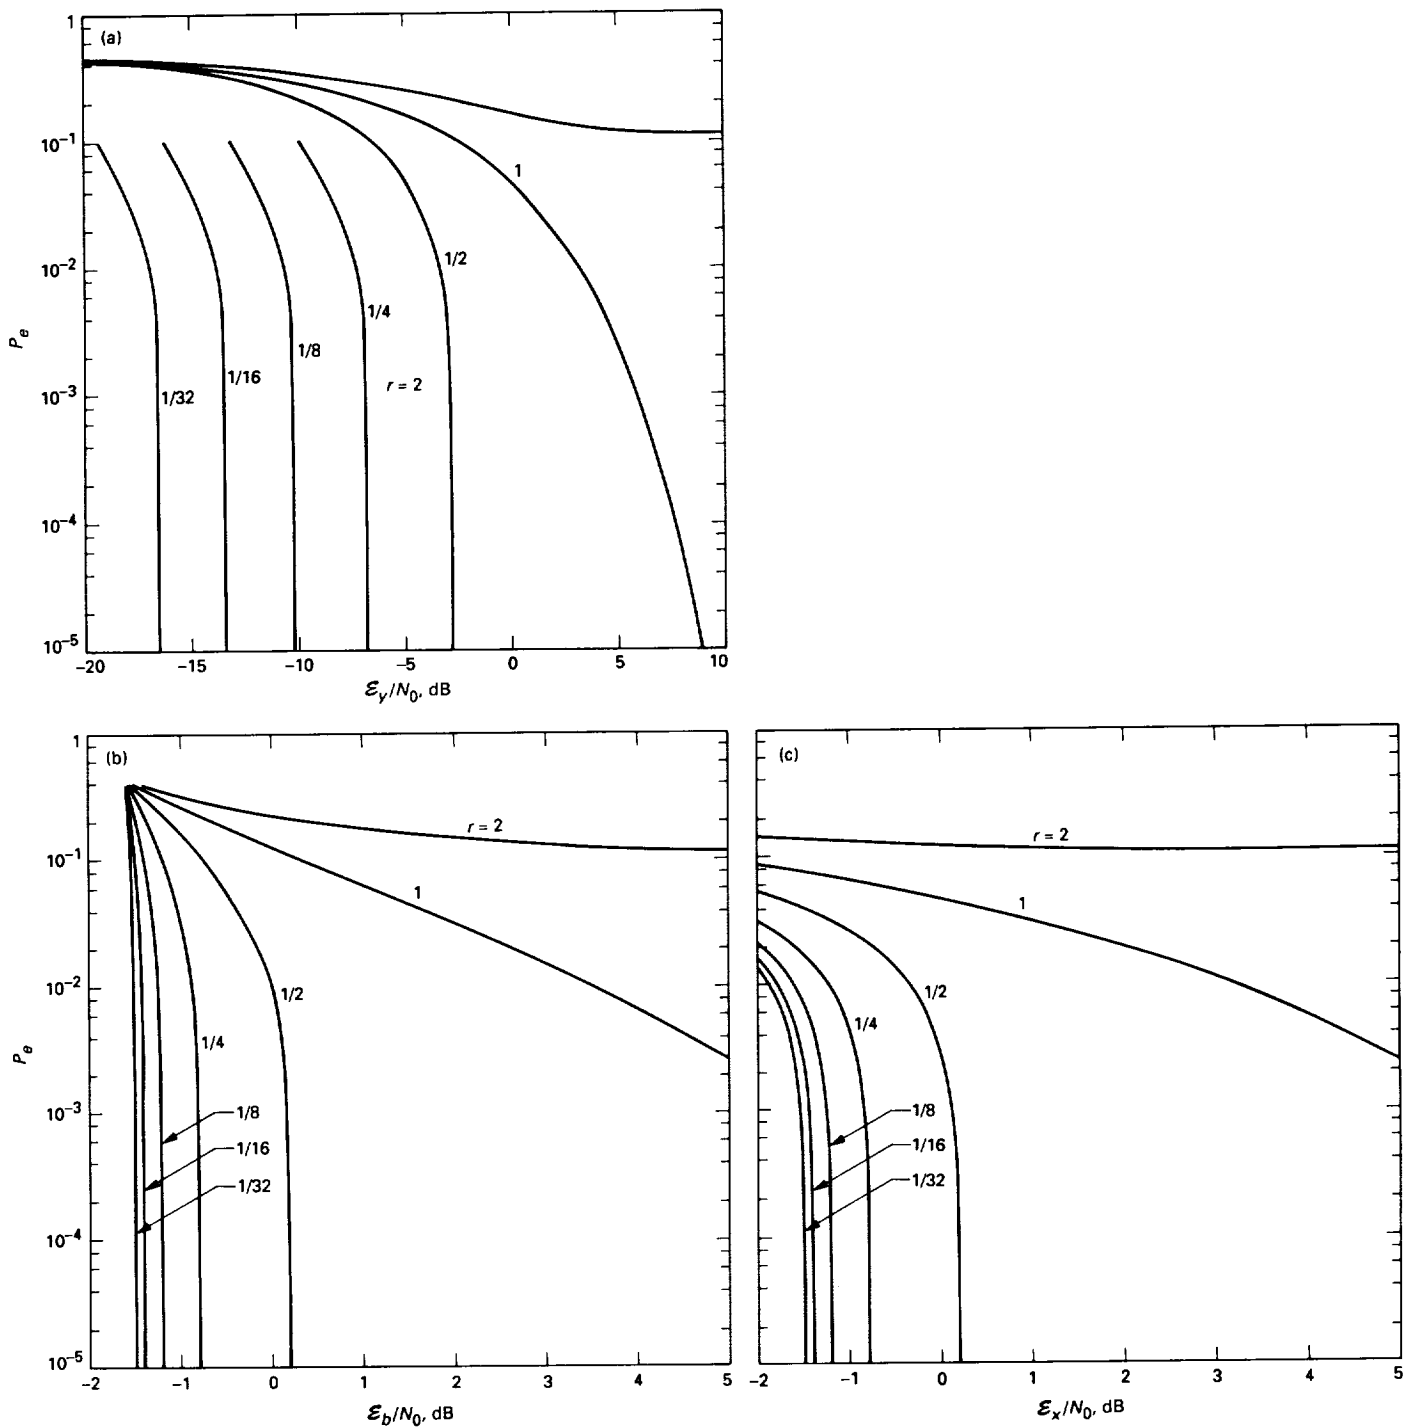 (a)
1
10⁻¹
10⁻²
10⁻³
10⁻⁴
10⁻⁵
P_e
1
1/2
1/4
1/8
1/16
1/32
r = 2
−20 −15 −10 −5 0 5 10
ℰ_y/N_0, dB
(b)
1
10⁻¹
10⁻²
10⁻³
10⁻⁴
10⁻⁵
P_e
r = 2
1
1/2
1/4
1/8
1/16
1/32
−2 −1 0 1 2 3 4 5
ℰ_b/N_0, dB
(c)
r = 2
1
1/2
1/4
1/8
1/16
1/32
−2 −1 0 1 2 3 4 5
ℰ_x/N_0, dB